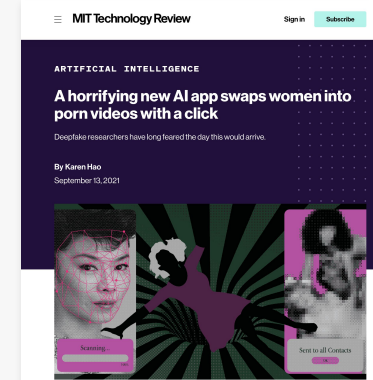 MIT Technology Review
Sign in
Subscribe
ARTIFICIAL INTELLIGENCE
A horrifying new AI app swaps women into
porn videos with a click
Deepfake researchers have long feared the day this would arrive.
By Karen Hao
September 13, 2021
Scanning...
Sent to all Contacts
OK